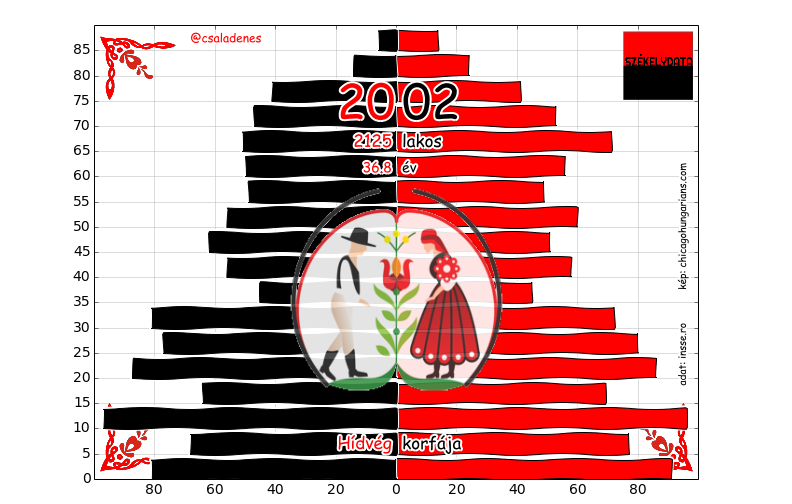 @csaladenes
SZÉKELYDATA
2002
2125 lakos
36.8 év
kép: chicagohungarians.com
adat: insse.ro
Hídvég korfája
85
80
75
70
65
60
55
50
45
40
35
30
25
20
15
10
5
0
80 60 40 20 0 20 40 60 80